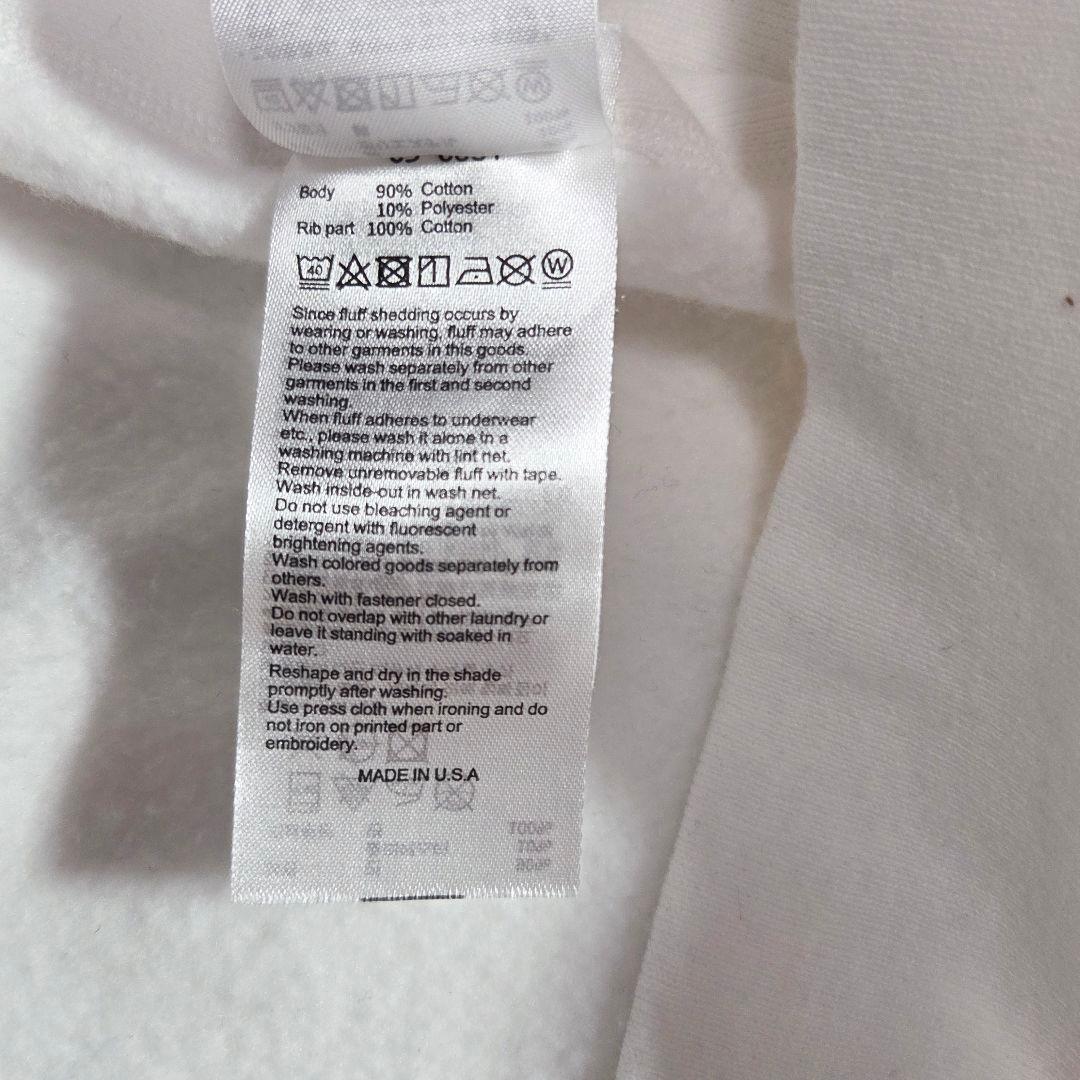 Body 90% Cotton
10% Polyester
Rib part 100% Cotton
40 W
Since fluff shedding occurs by
wearing or washing, fluff may adhere
to other garments in this goods.
Please wash separately from other
garments in the first and second
washing.
When fluff adheres to underwear
etc., please wash it alone in a
washing machine with lint net.
Remove unremovable fluff with tape.
Wash inside-out in wash net.
Do not use bleaching agent or
detergent with fluorescent
brightening agents.
Wash colored goods separately from
others.
Wash with fastener closed.
Do not overlap with other laundry or
leave it standing with soaked in
water.
Reshape and dry in the shade
promptly after washing.
Use press cloth when ironing and do
not iron on printed part or
embroidery.
MADE IN U.S.A